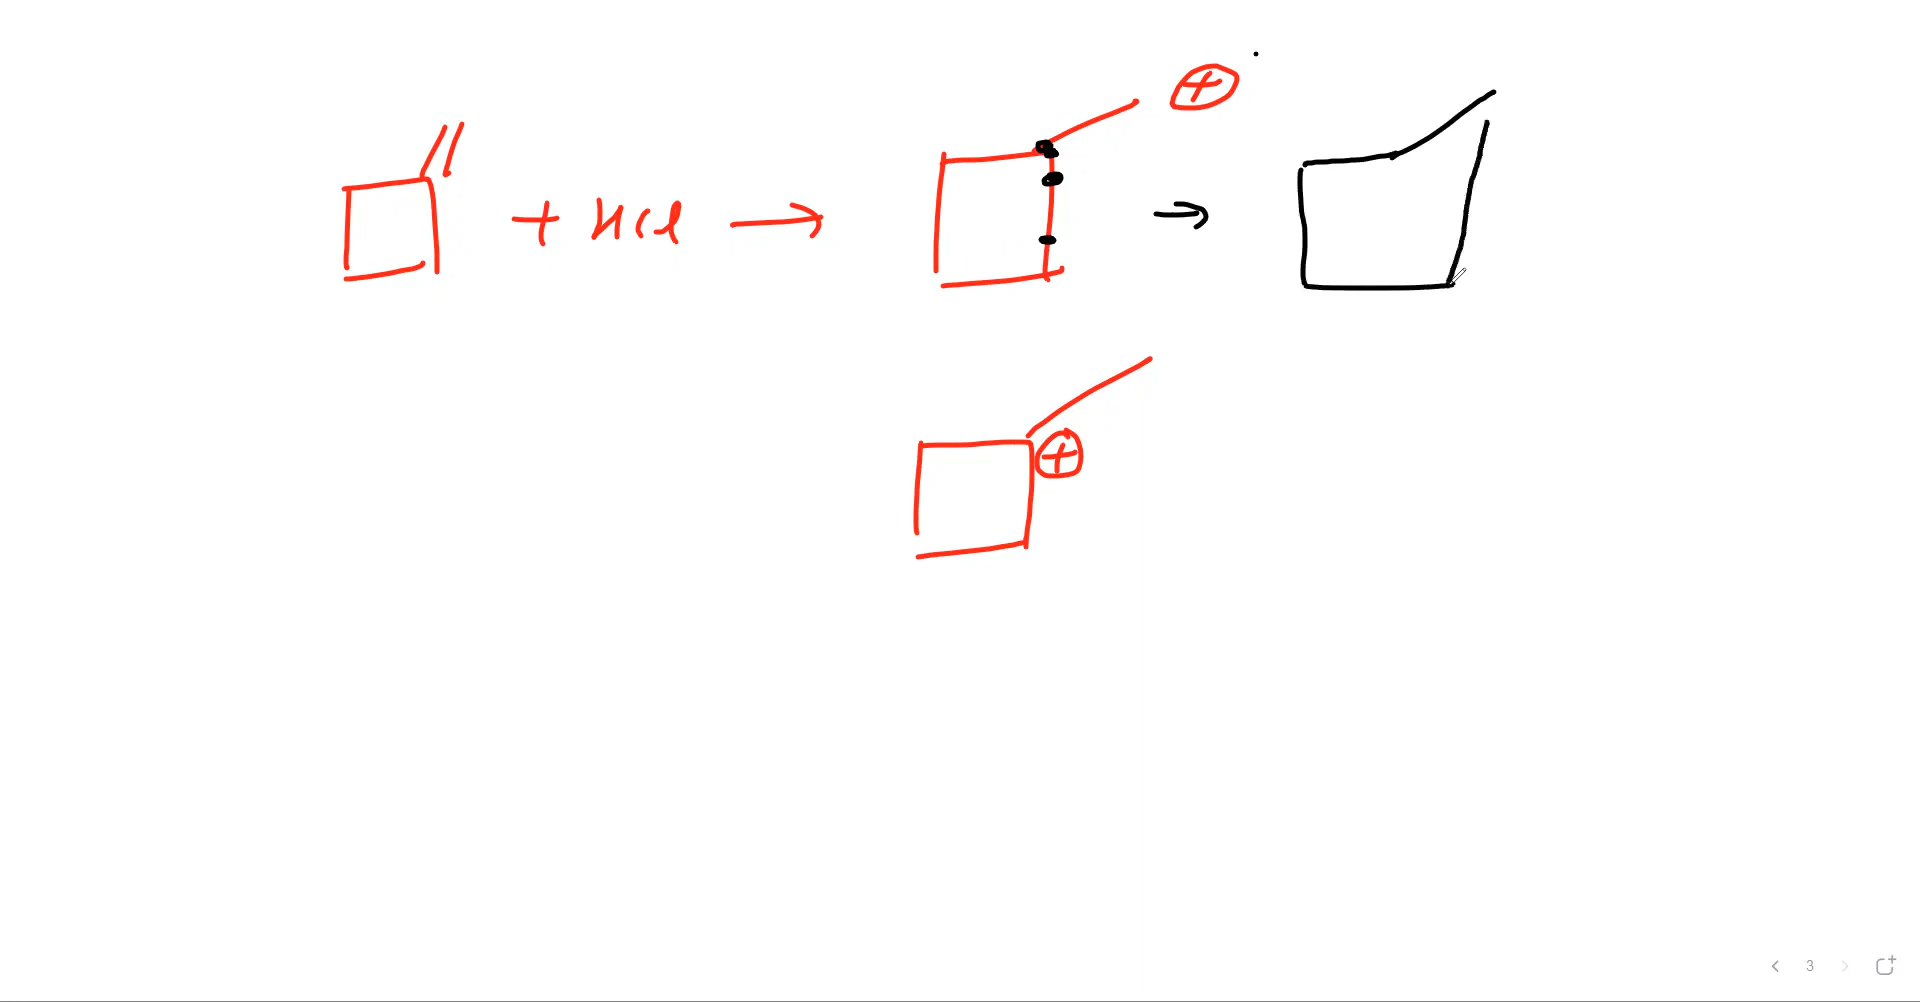 ⊕
+ HCl → →
⊕
3